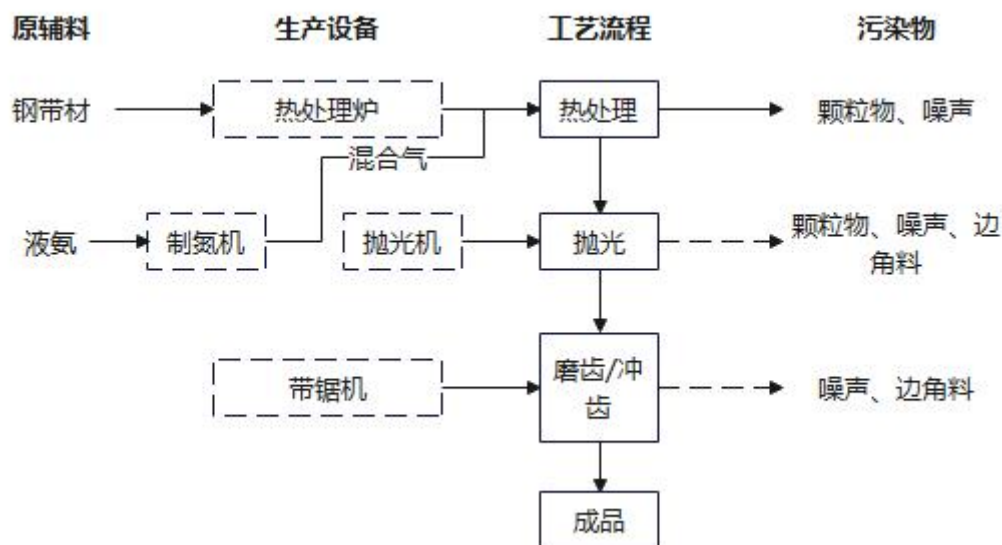 原辅料 生产设备 工艺流程 污染物
钢带材 热处理炉 热处理 颗粒物、噪声
混合气
液氨 制氮机 抛光机 抛光 颗粒物、噪声、边
角料
带锯机 磨齿/冲
齿 噪声、边角料
成品